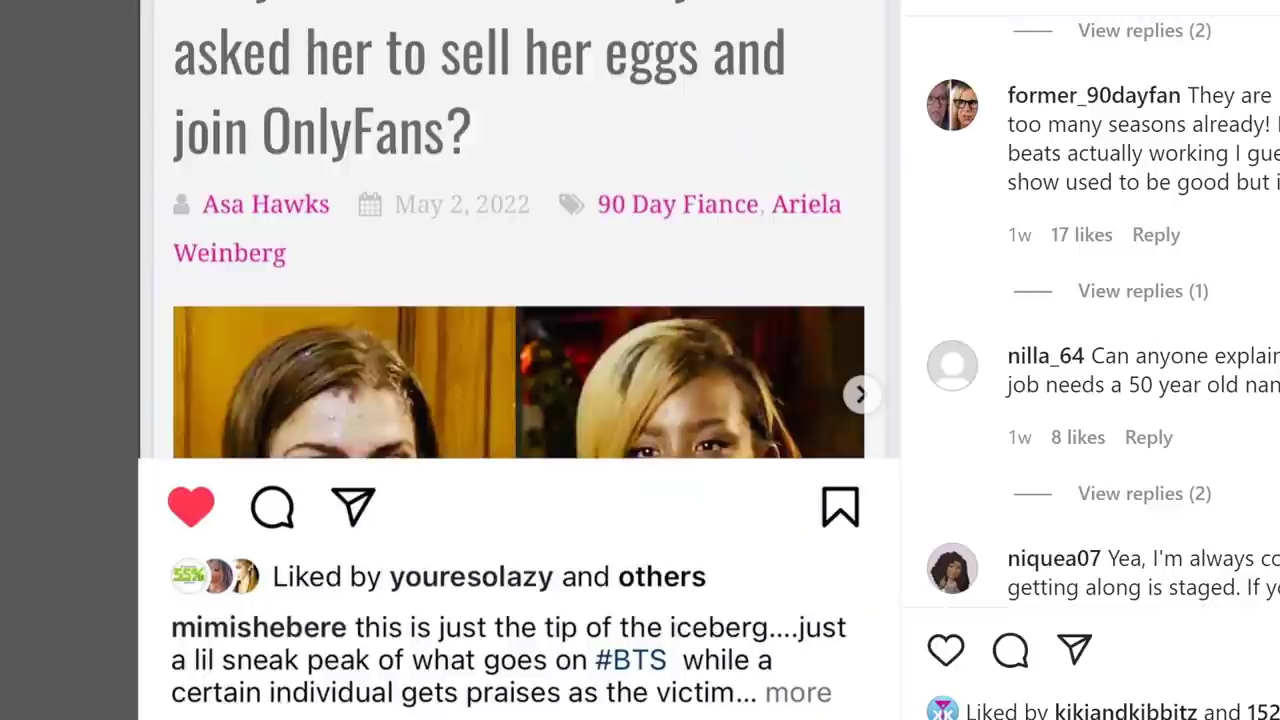 asked her to sell her eggs and
join OnlyFans?
Asa Hawks May 2, 2022 90 Day Fiance, Ariela
Weinberg
Liked by youresolazy and others
mimishebere this is just the tip of the iceberg....just
a lil sneak peak of what goes on #BTS while a
certain individual gets praises as the victim... more
View replies (2)
former_90dayfan They are
too many seasons already!
beats actually working I
show used to be good but
1w 17 likes Reply
View replies (1)
nilla_64 Can anyone explain
job needs a 50 year old
1w 8 likes Reply
View replies (2)
niquea07 Yea, I'm always
getting along is staged. If
Liked by kikiandkibbitz and 152